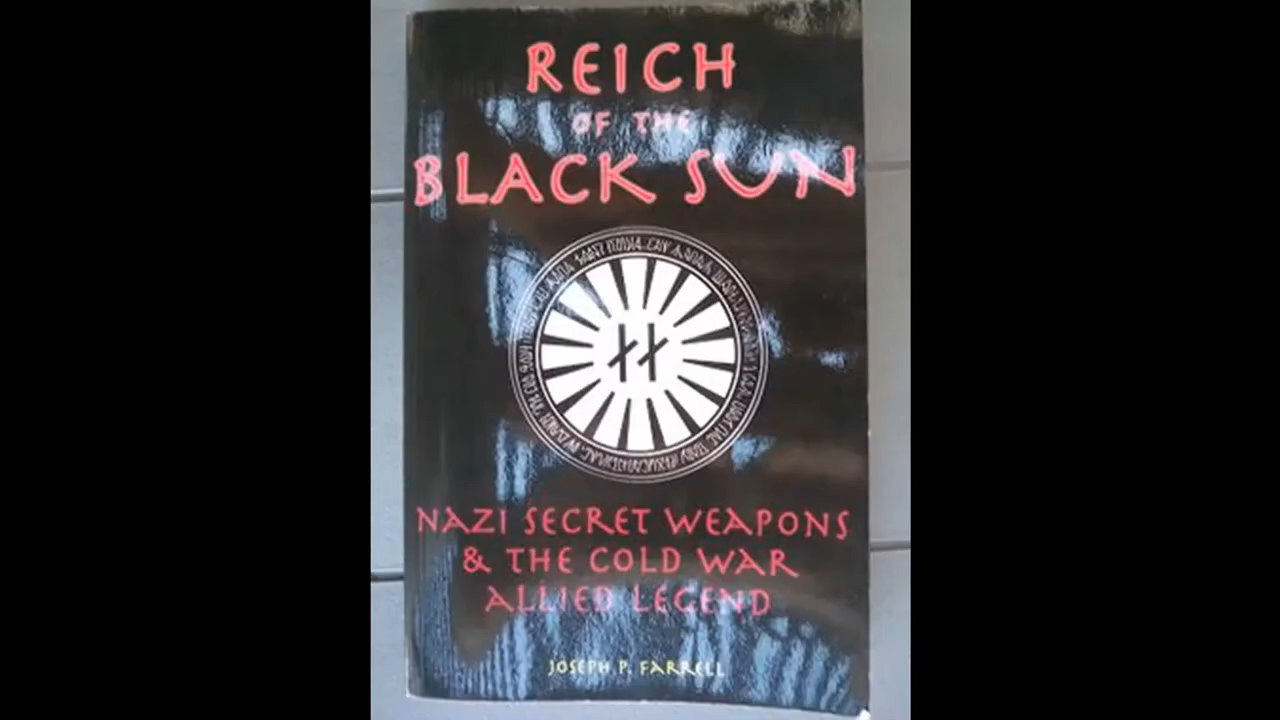 REICH
OF THE
BLACK SUN
NAZI SECRET WEAPONS
& THE COLD WAR
ALLIED LEGEND
JOSEPH P. FARRELL